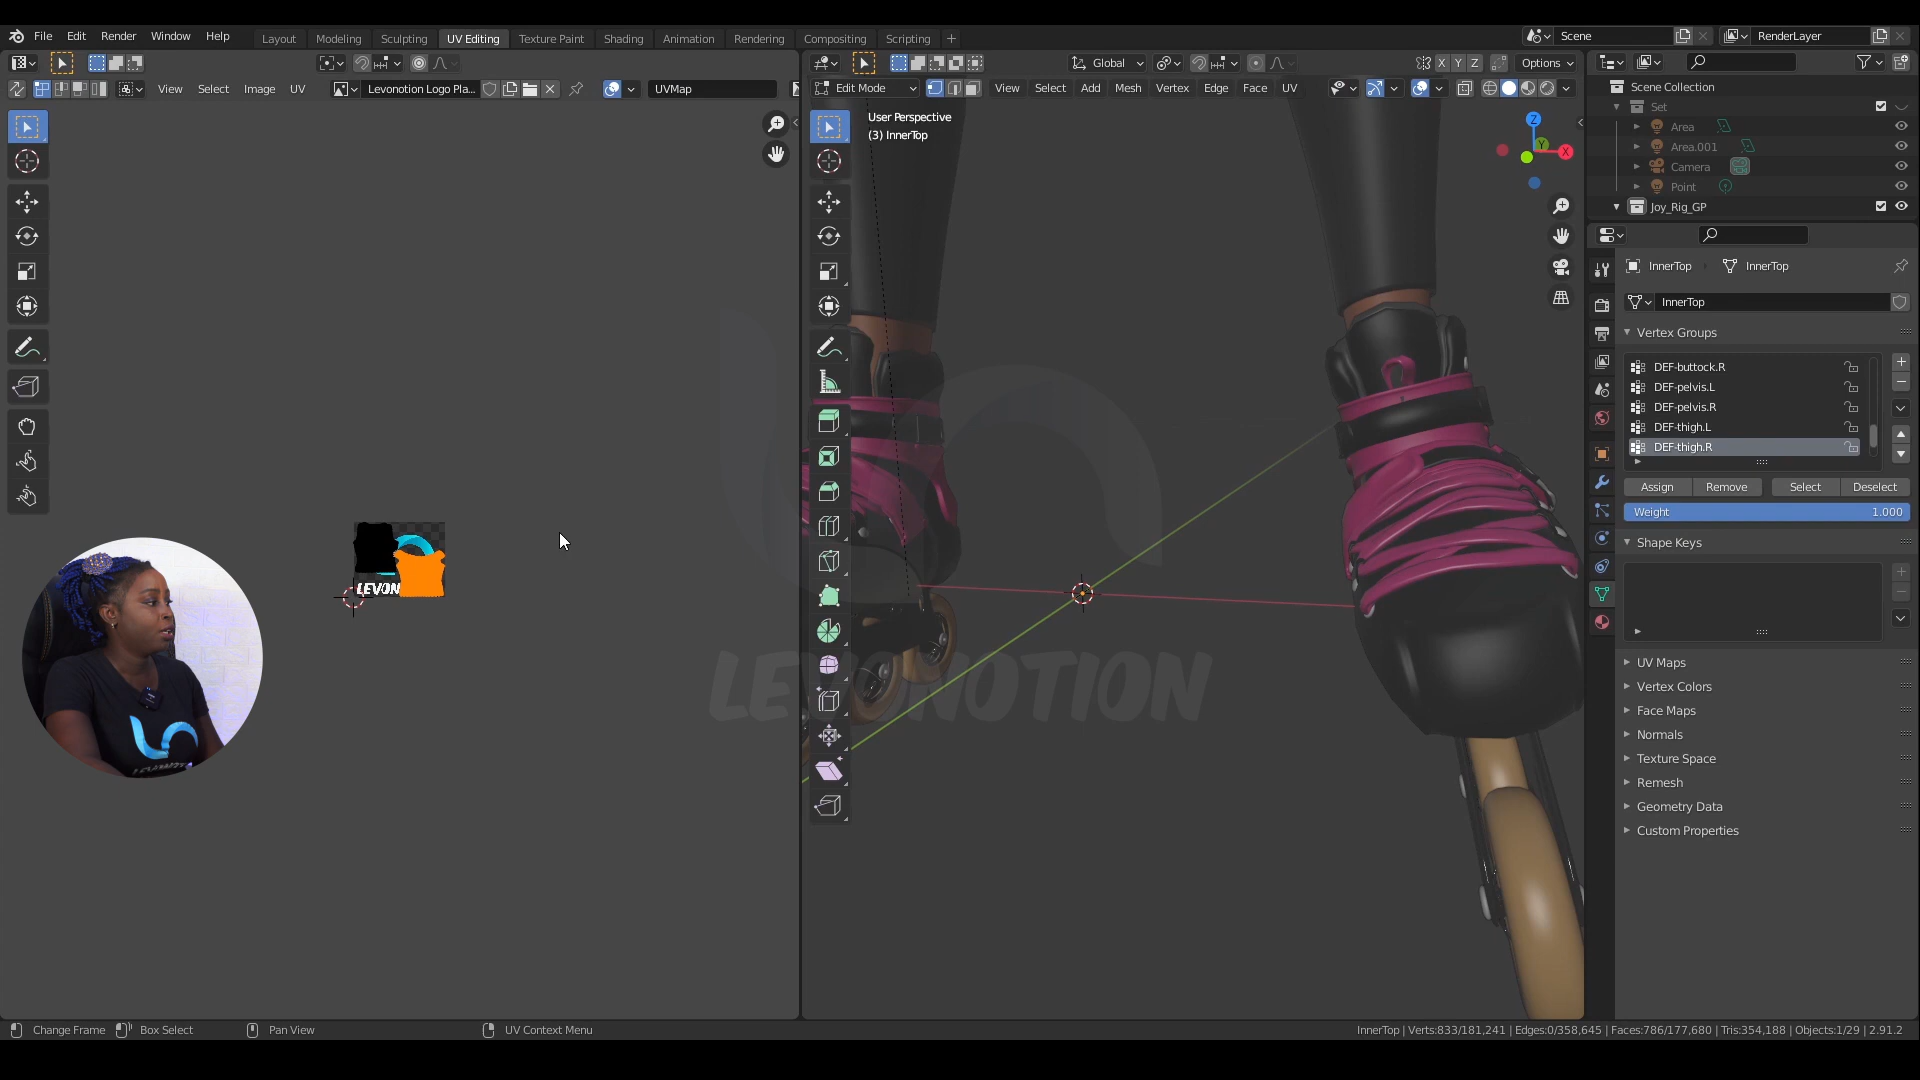 File Edit Render Window Help
Layout Modeling Sculpting UV Editing Texture Paint Shading Animation Rendering Compositing Scripting +
Scene
RenderLayer
View Select Image UV
Levonotion Logo Pla...
UVMap
Global
X Y Z
Options
Edit Mode
View Select Add Mesh Vertex Edge Face UV
User Perspective
(3) InnerTop
Z
Y
X
Scene Collection
Set
Area
Area.001
Camera
Point
Joy_Rig_GP
InnerTop
InnerTop
InnerTop
Vertex Groups
DEF-buttock.R
DEF-pelvis.L
DEF-pelvis.R
DEF-thigh.L
DEF-thigh.R
Assign Remove Select Deselect
Weight 1.000
Shape Keys
UV Maps
Vertex Colors
Face Maps
Normals
Texture Space
Remesh
Geometry Data
Custom Properties
LEVON
LEVONOTION
Change Frame Box Select Pan View UV Context Menu
InnerTop | Verts:833/181,241 | Edges:0/358,645 | Faces:786/177,680 | Tris:354,188 | Objects:1/29 | 2.91.2